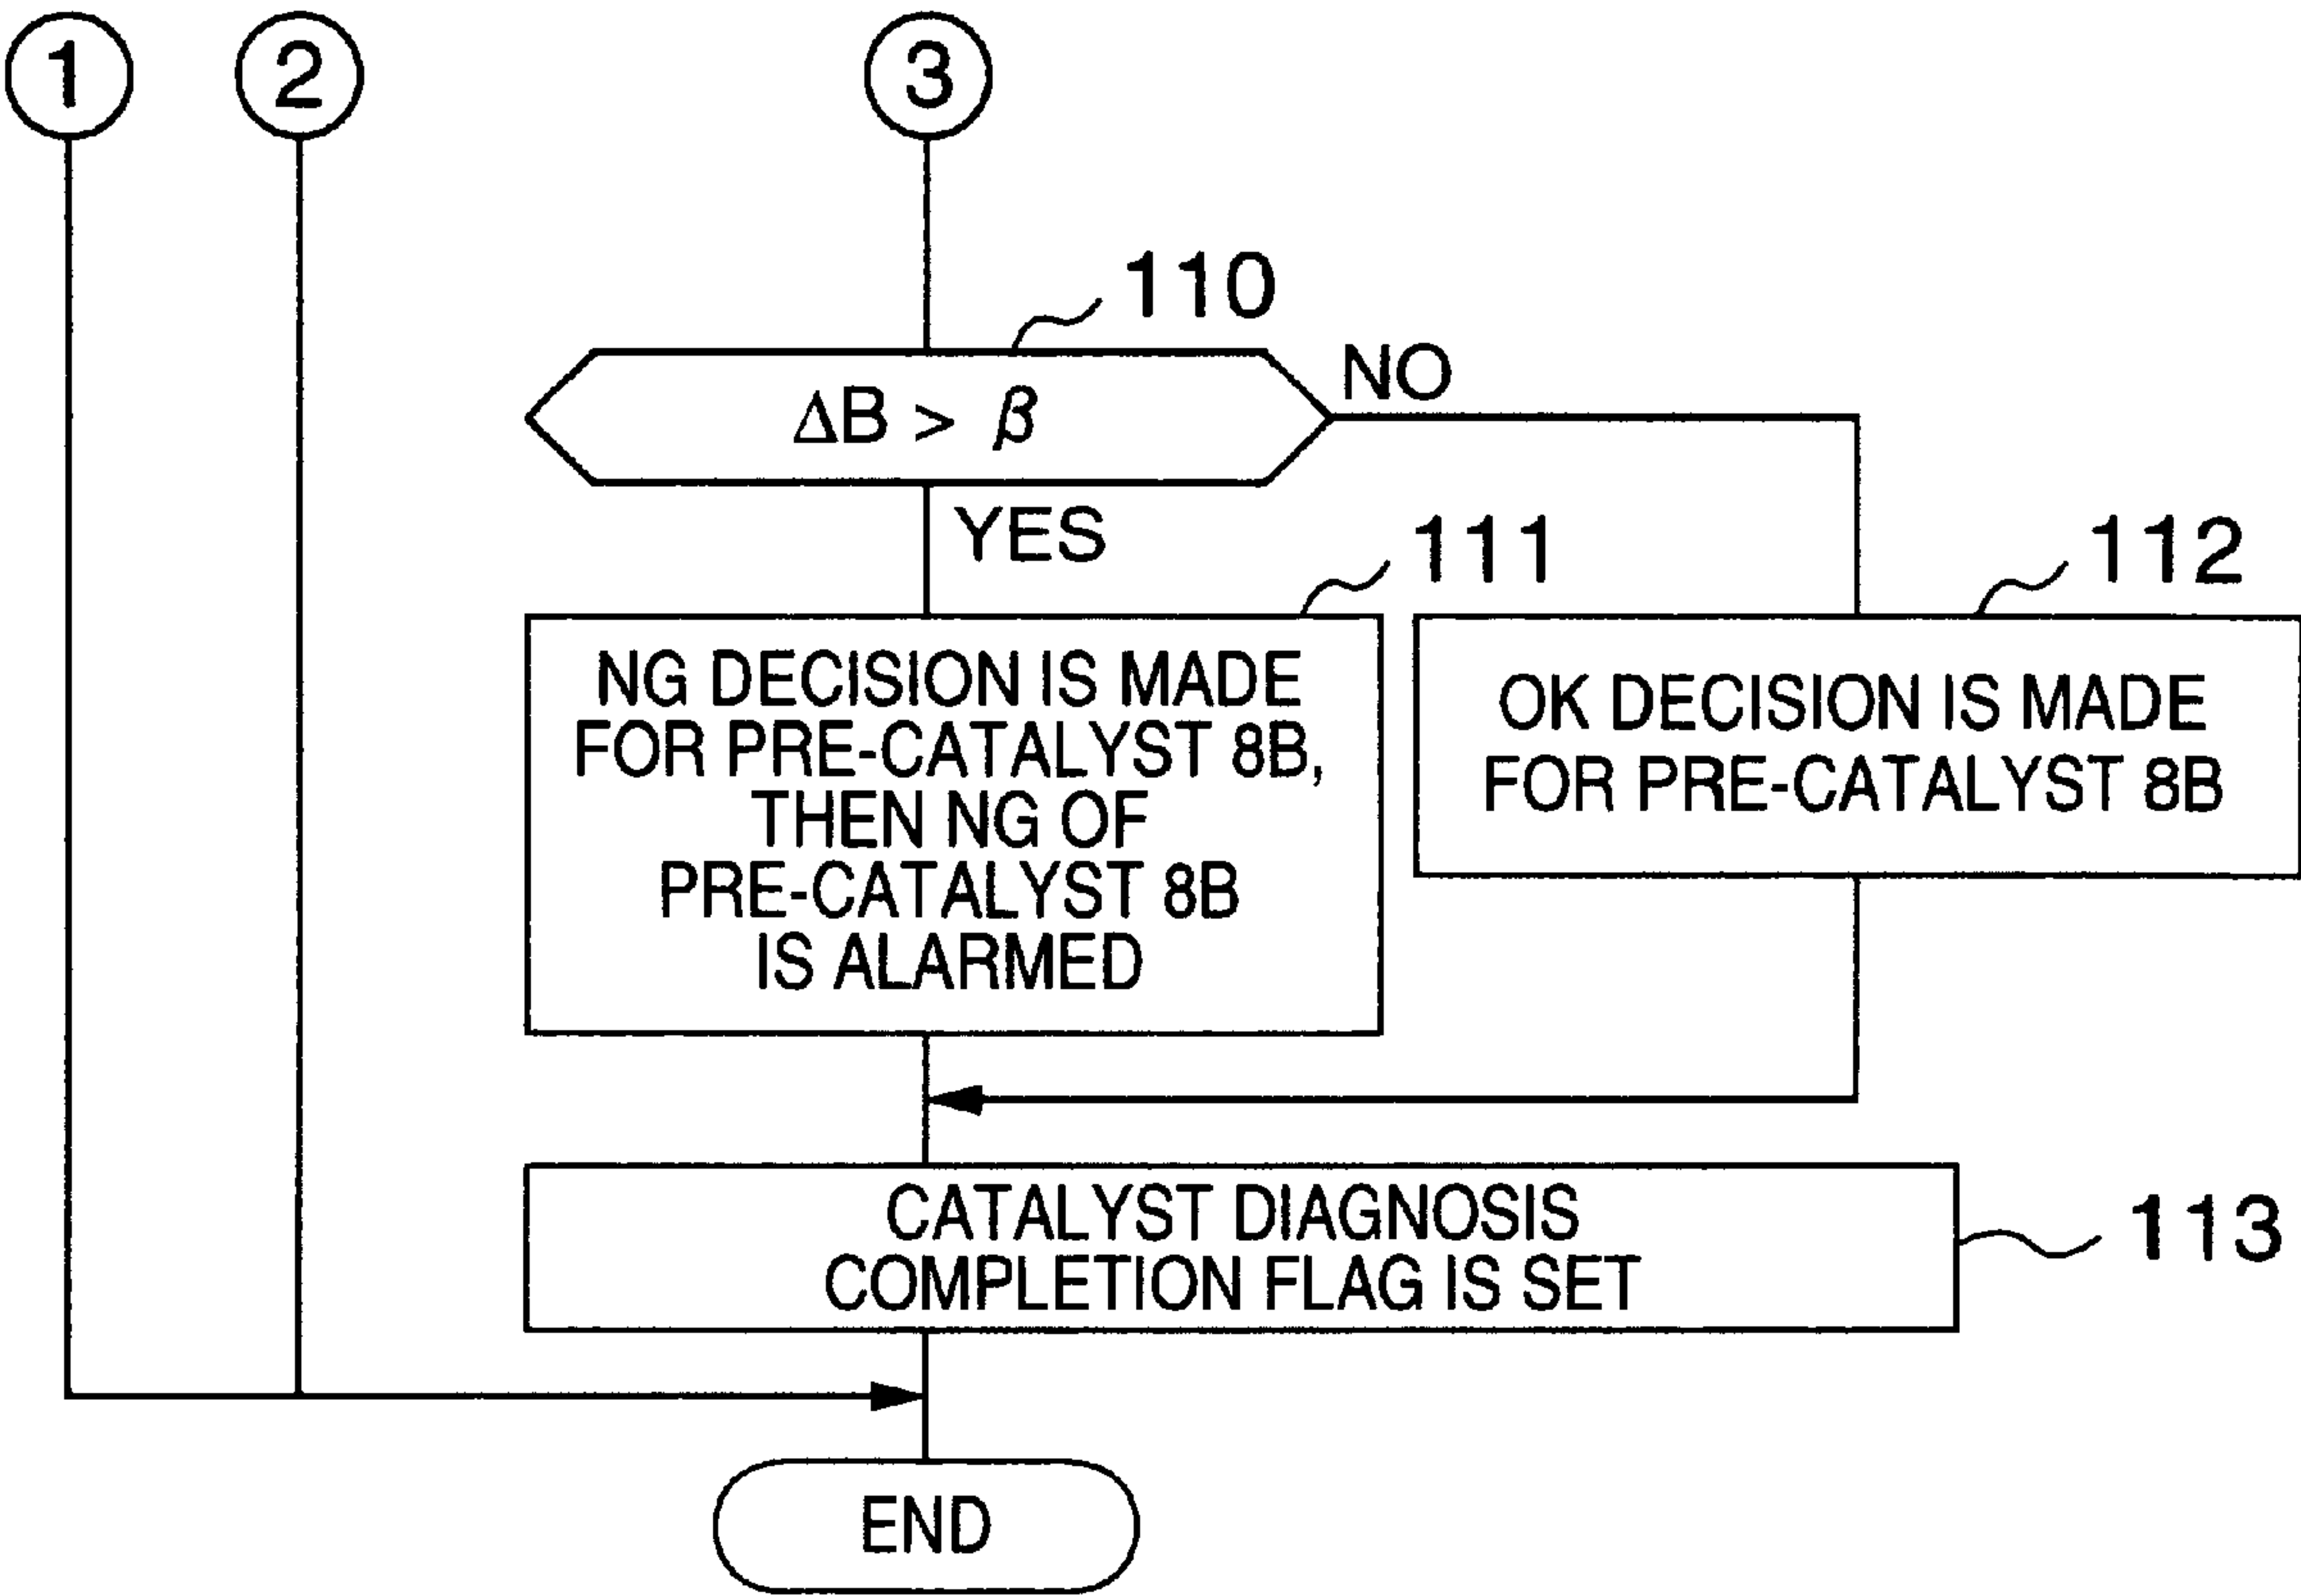 1
2
3
110
ΔB > β
NO
YES
111
112
NG DECISION IS MADE
FOR PRE-CATALYST 8B,
THEN NG OF
PRE-CATALYST 8B
IS ALARMED
OK DECISION IS MADE
FOR PRE-CATALYST 8B
CATALYST DIAGNOSIS
COMPLETION FLAG IS SET
113
END